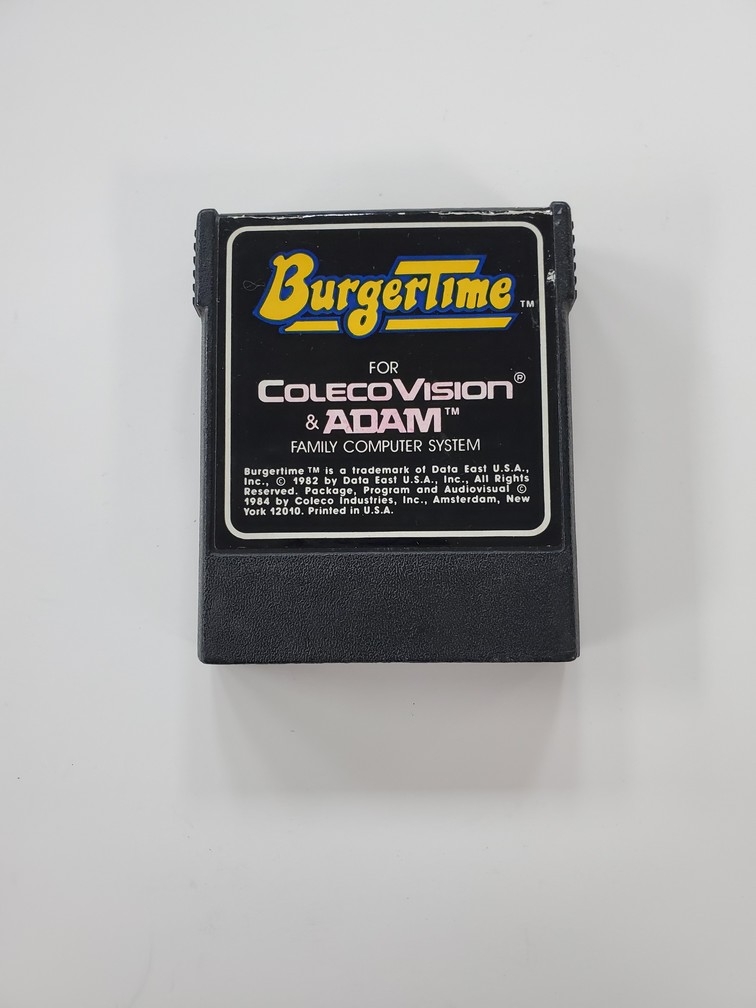 BurgerTime™
FOR
ColecoVision®
& ADAM™
FAMILY COMPUTER SYSTEM
Burgertime™ is a trademark of Data East U.S.A.,
Inc., © 1982 by Data East U.S.A., Inc., All Rights
Reserved. Package, Program and Audiovisual ©
1984 by Coleco Industries, Inc., Amsterdam, New
York 12010. Printed in U.S.A.